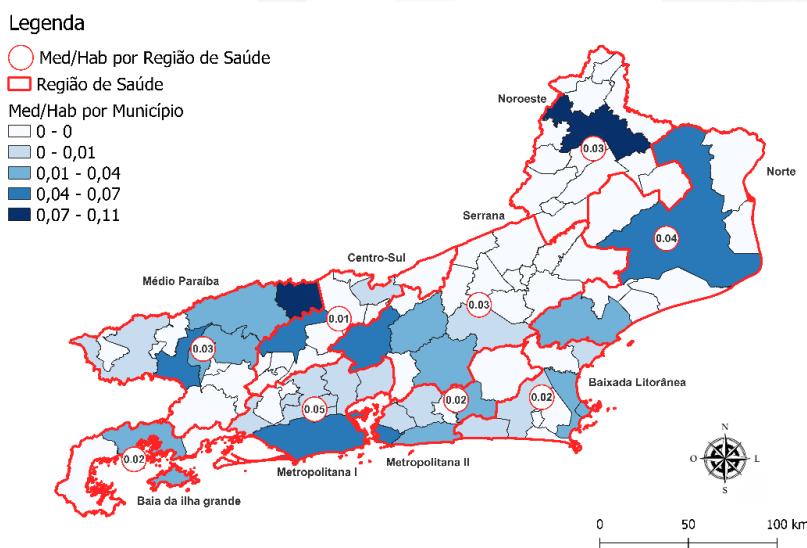 Legenda
Med/Hab por Região de Saúde
Região de Saúde
Med/Hab por Município
0 - 0
0 - 0,01
0,01 - 0,04
0,04 - 0,07
0,07 - 0,11
Noroeste
0.03
Norte
Serrana
0.04
Centro-Sul
Médio Paraíba
0.03
0.01
0.03
Baixada Litorânea
0.02
0.02
0.05
0.02
Metropolitana II
Metropolitana I
Baia da ilha grande
N
O
L
S
0
50
100 km